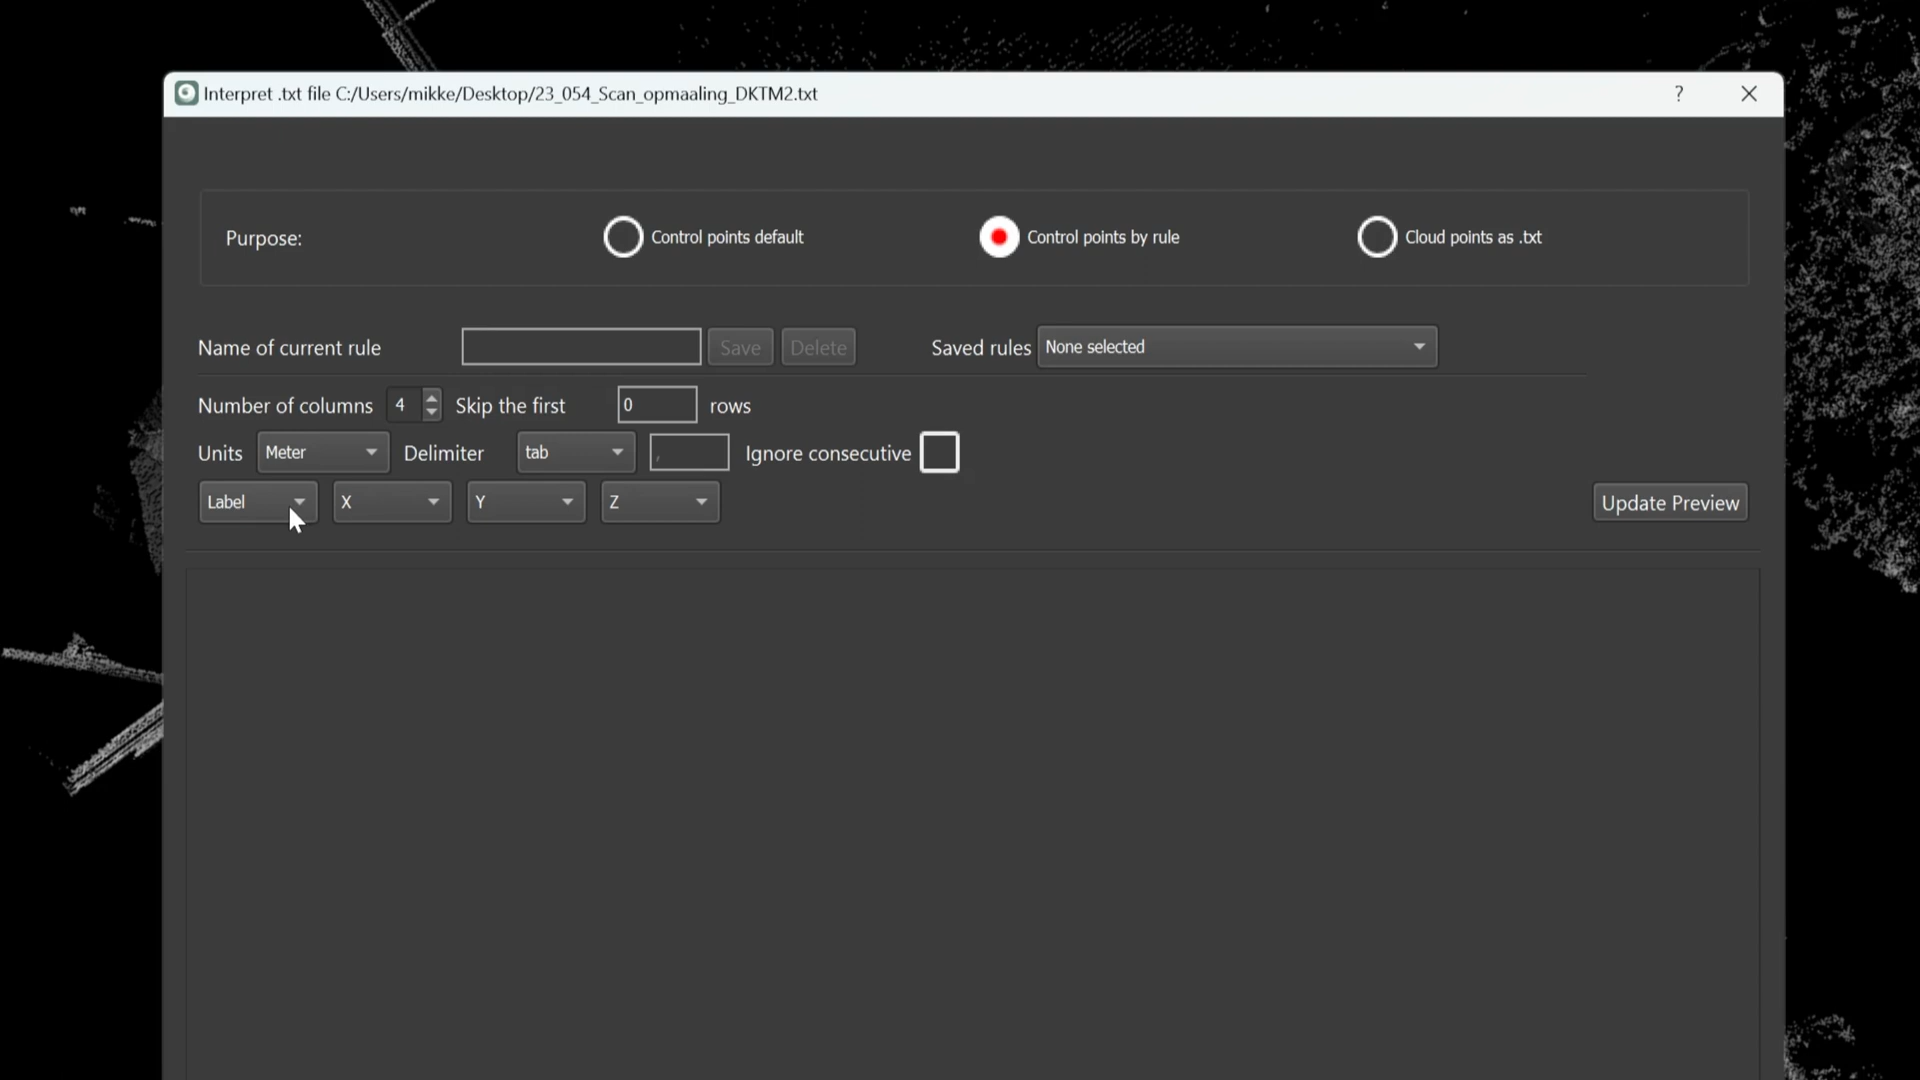 Interpret .txt file C:/Users/mikke/Desktop/23_054_Scan_opmaaling_DKTM2.txt ?
Purpose: Control points default Control points by rule Cloud points as .txt
Name of current rule Save Delete Saved rules None selected
Number of columns 4 Skip the first 0 rows
Units Meter Delimiter tab , Ignore consecutive
Label X Y Z Update Preview